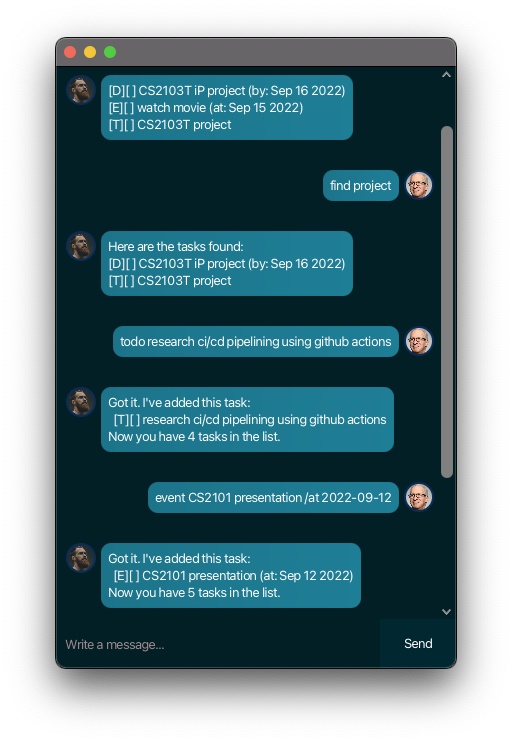 [D][ ] CS2103T iP project (by: Sep 16 2022)
[E][ ] watch movie (at: Sep 15 2022)
[T][ ] CS2103T project
find project
Here are the tasks found:
[D][ ] CS2103T iP project (by: Sep 16 2022)
[T][ ] CS2103T project
todo research ci/cd pipelining using github actions
Got it. I've added this task:
[T][ ] research ci/cd pipelining using github actions
Now you have 4 tasks in the list.
event CS2101 presentation /at 2022-09-12
Got it. I've added this task:
[E][ ] CS2101 presentation (at: Sep 12 2022)
Now you have 5 tasks in the list.
Write a message...
Send